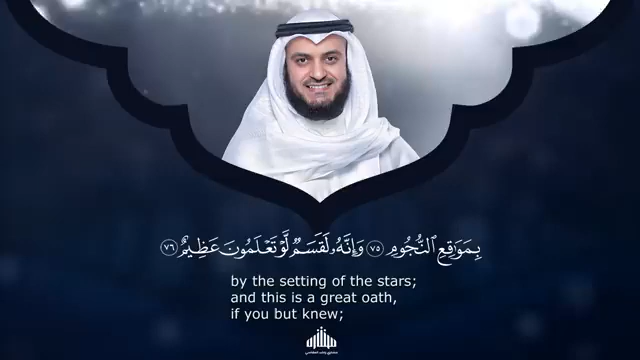 بِمَوَٰقِعِ ٱلنُّجُومِ ٧٥ وَإِنَّهُۥ لَقَسَمٌ لَّوْ تَعْلَمُونَ عَظِيمٌ ٧٦
by the setting of the stars;
and this is a great oath,
if you but knew;